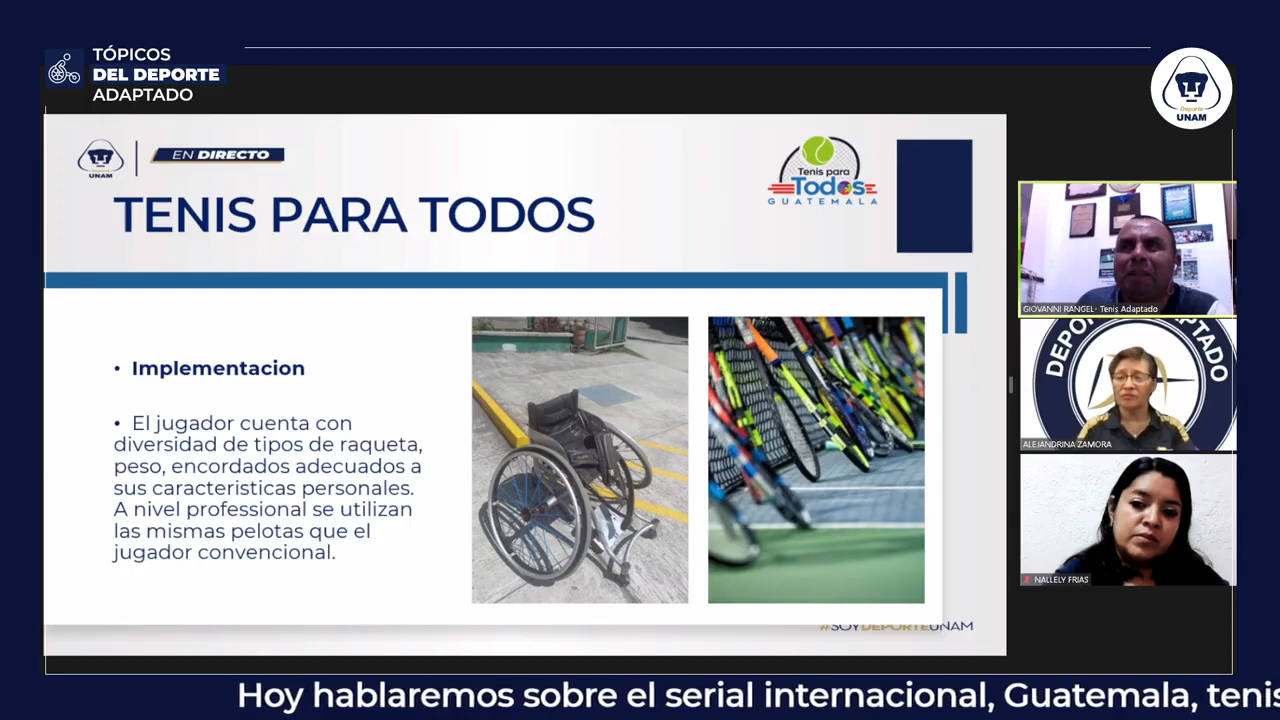 TÓPICOS
DEL DEPORTE
ADAPTADO
Deporte
UNAM
UNAM
EN DIRECTO
TENIS PARA TODOS
Tenis para
Todos
GUATEMALA
• Implementacion
• El jugador cuenta con
diversidad de tipos de raqueta,
peso, encordados adecuados a
sus caracteristicas personales.
A nivel professional se utilizan
las mismas pelotas que el
jugador convencional.
#SOYDEPORTEUNAM
GIOVANNI RANGEL- Tenis Adaptado
ALEJANDRINA ZAMORA
NALLELY FRIAS
Hoy hablaremos sobre el serial internacional, Guatemala, tenis